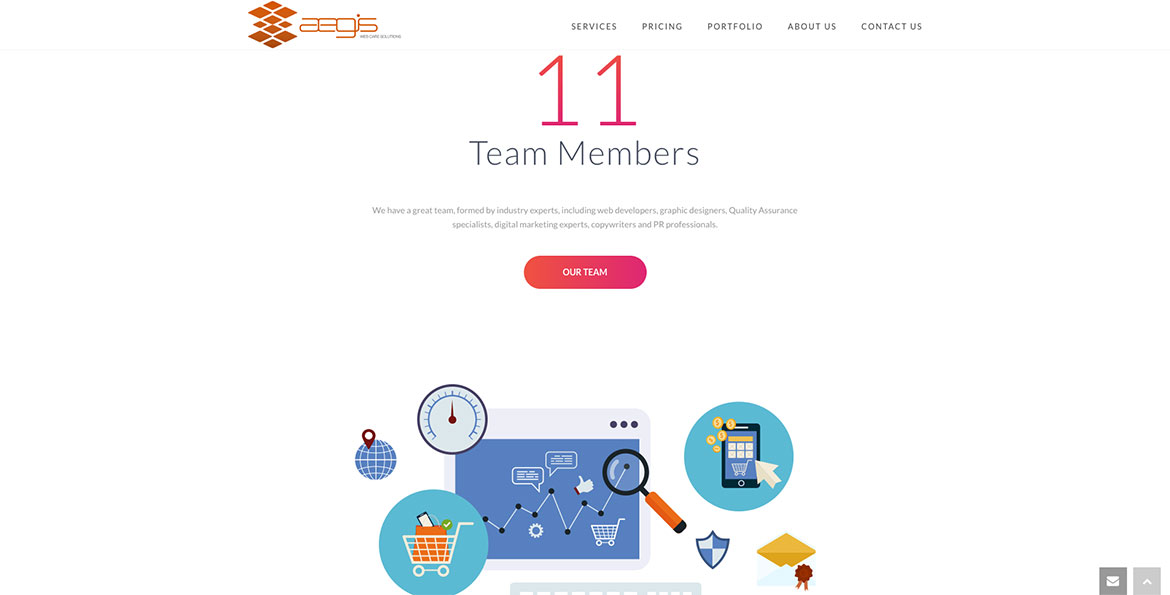 aegis
WEB CARE SOLUTIONS
SERVICES PRICING PORTFOLIO ABOUT US CONTACT US
11
Team Members
We have a great team, formed by industry experts, including web developers, graphic designers, Quality Assurance
specialists, digital marketing experts, copywriters and PR professionals.
OUR TEAM